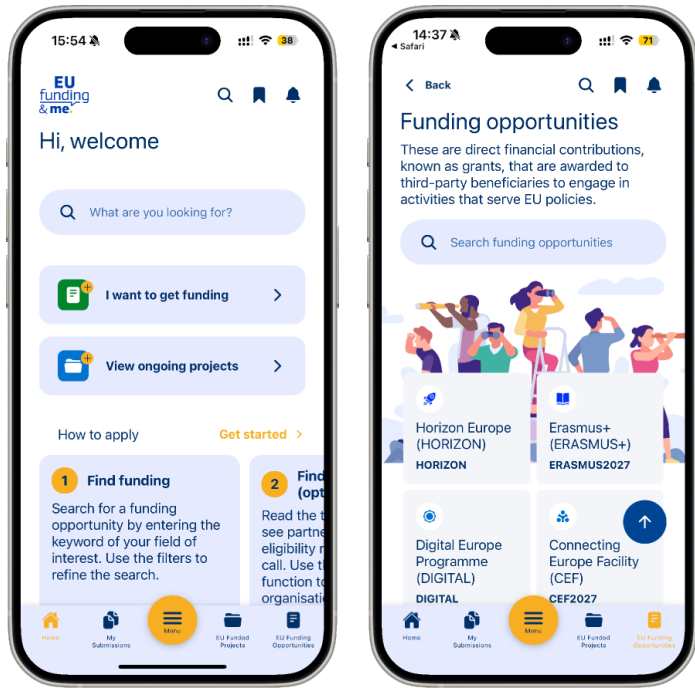 15:54
38
EU
funding
& me.
Hi, welcome
What are you looking for?
I want to get funding
View ongoing projects
How to apply
Get started
1
Find funding
Search for a funding
opportunity by entering the
keyword of your field of
interest. Use the filters to
refine the search.
2
Find
(opt
Read the t
see partne
eligibility r
call. Use t
function to
organisati
Home
My
Submissions
Menu
EU Funded
Projects
EU Funding
Opportunities
14:37
71
Safari
Back
Funding opportunities
These are direct financial contributions,
known as grants, that are awarded to
third-party beneficiaries to engage in
activities that serve EU policies.
Search funding opportunities
Horizon Europe
(HORIZON)
HORIZON
Erasmus+
(ERASMUS+)
ERASMUS2027
Digital Europe
Programme
(DIGITAL)
DIGITAL
Connecting
Europe Facility
(CEF)
CEF2027
Home
My
Submissions
Menu
EU Funded
Projects
EU Funding
Opportunities